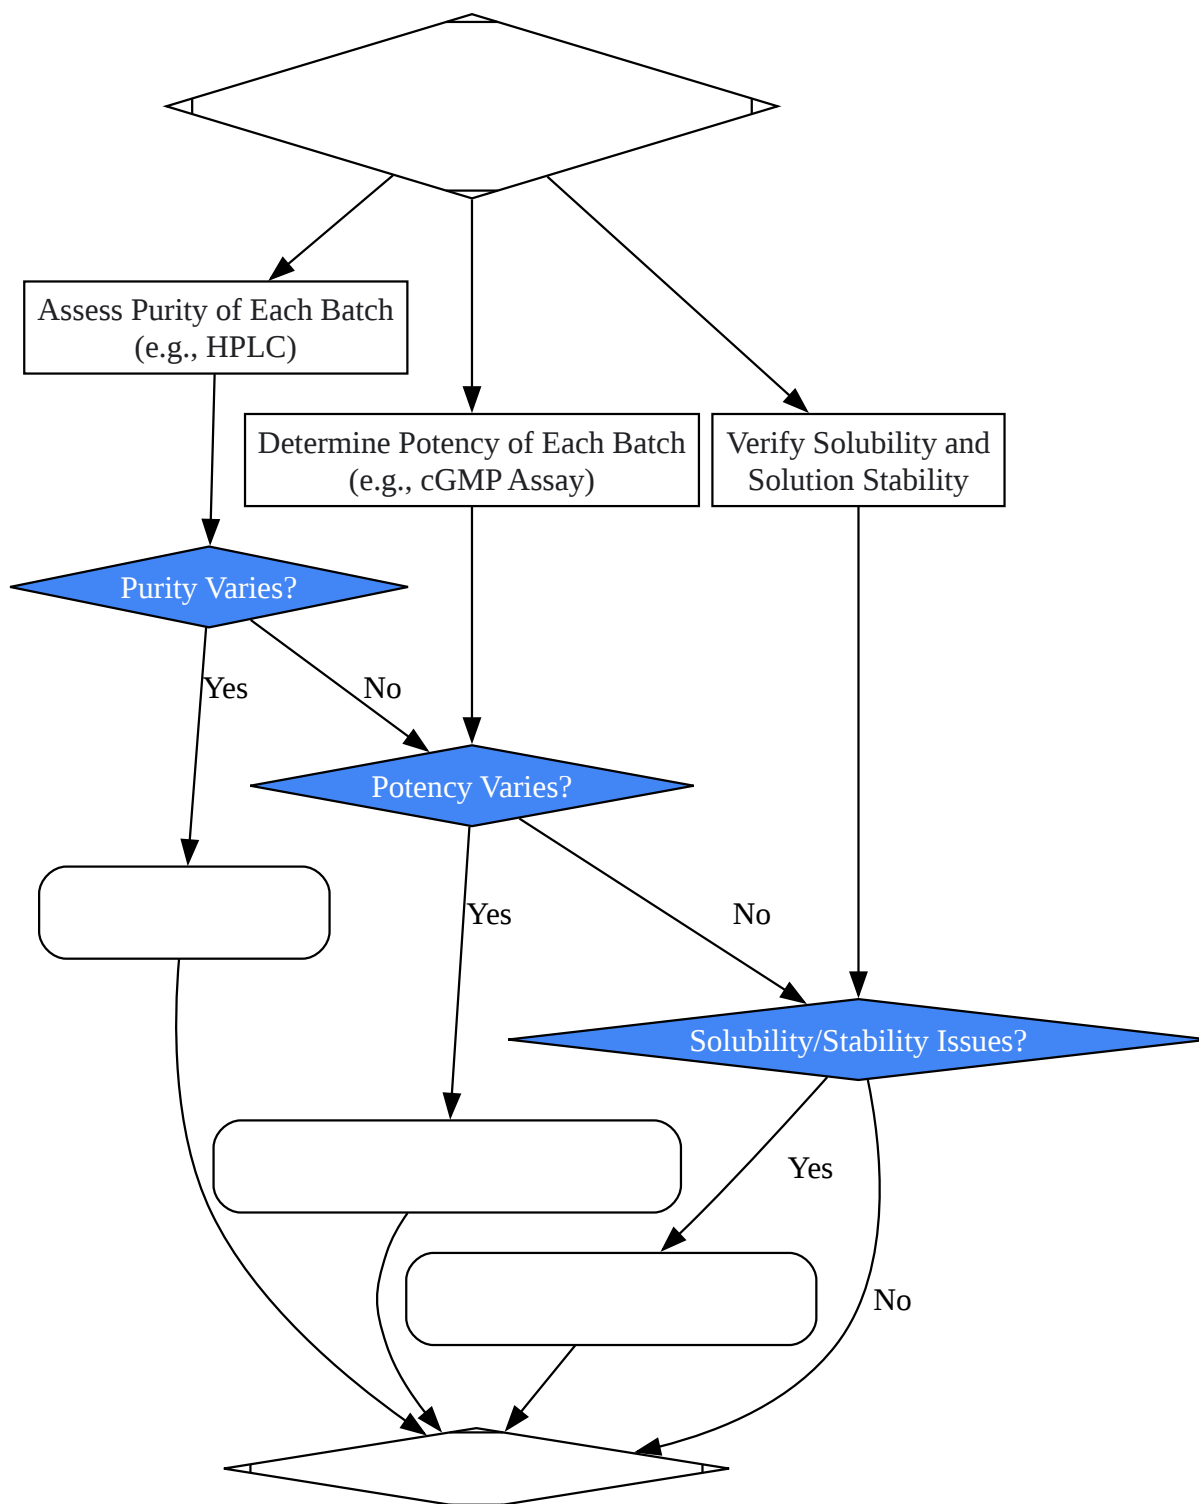 Assess Purity of Each Batch
(e.g., HPLC)
Determine Potency of Each Batch
(e.g., cGMP Assay)
Verify Solubility and
Solution Stability
Purity Varies?
Yes
No
Potency Varies?
Yes
No
Solubility/Stability Issues?
Yes
No